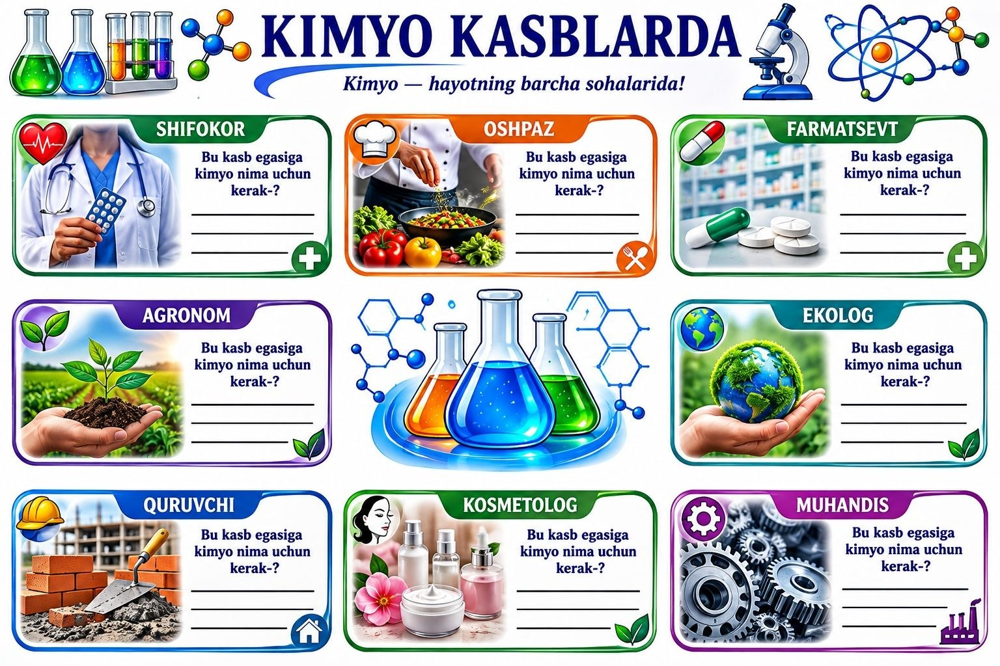 KIMYO KASBLARDA
Kimyo — hayotning barcha sohalarida!
SHIFOKOR
Bu kasb egasiga
kimyo nima uchun
kerak-?
OSHPAZ
Bu kasb egasiga
kimyo nima uchun
kerak-?
FARMATSEVT
Bu kasb egasiga
kimyo nima uchun
kerak-?
AGRONOM
Bu kasb egasiga
kimyo nima uchun
kerak-?
EKOLOG
Bu kasb egasiga
kimyo nima uchun
kerak-?
QURUVCHI
Bu kasb egasiga
kimyo nima uchun
kerak-?
KOSMETOLOG
Bu kasb egasiga
kimyo nima uchun
kerak-?
MUHANDIS
Bu kasb egasiga
kimyo nima uchun
kerak-?